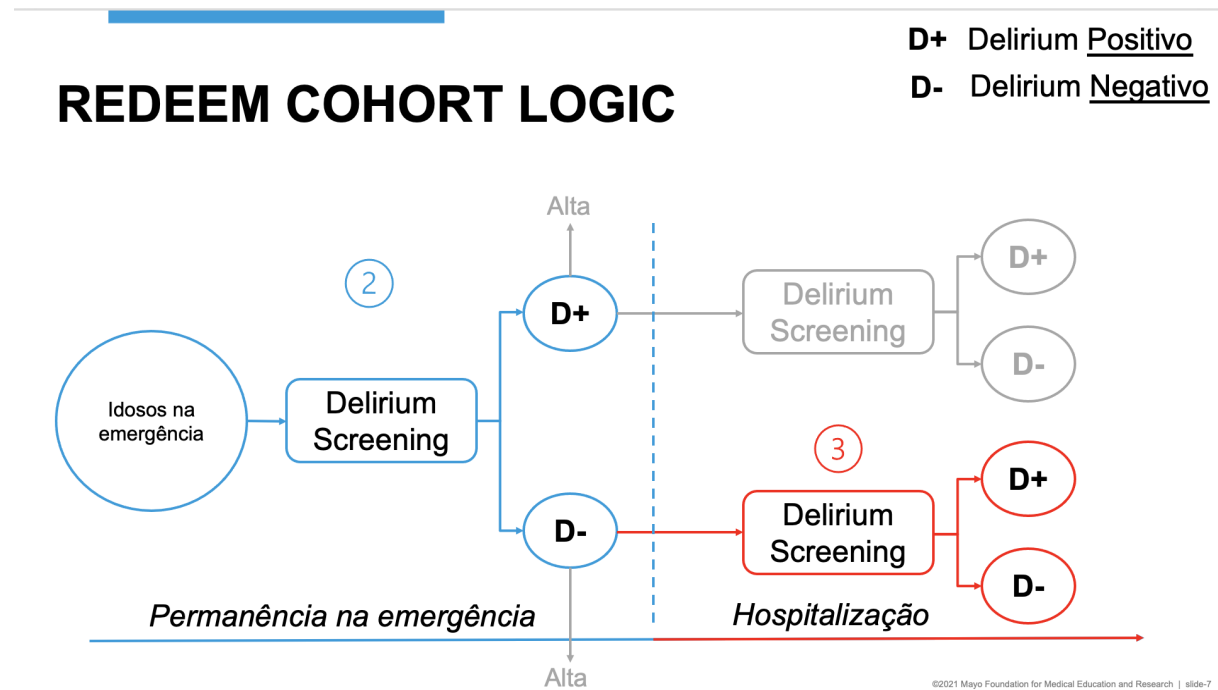 D+ Delirium Positivo
D- Delirium Negativo
REDEEM COHORT LOGIC
Alta
2
D+
Delirium
Screening
D+
D-
Idosos na
emergência
Delirium
Screening
3
D-
Delirium
Screening
D+
D-
Permanência na emergência
Hospitalização
Alta
©2021 Mayo Foundation for Medical Education and Research | slide-7